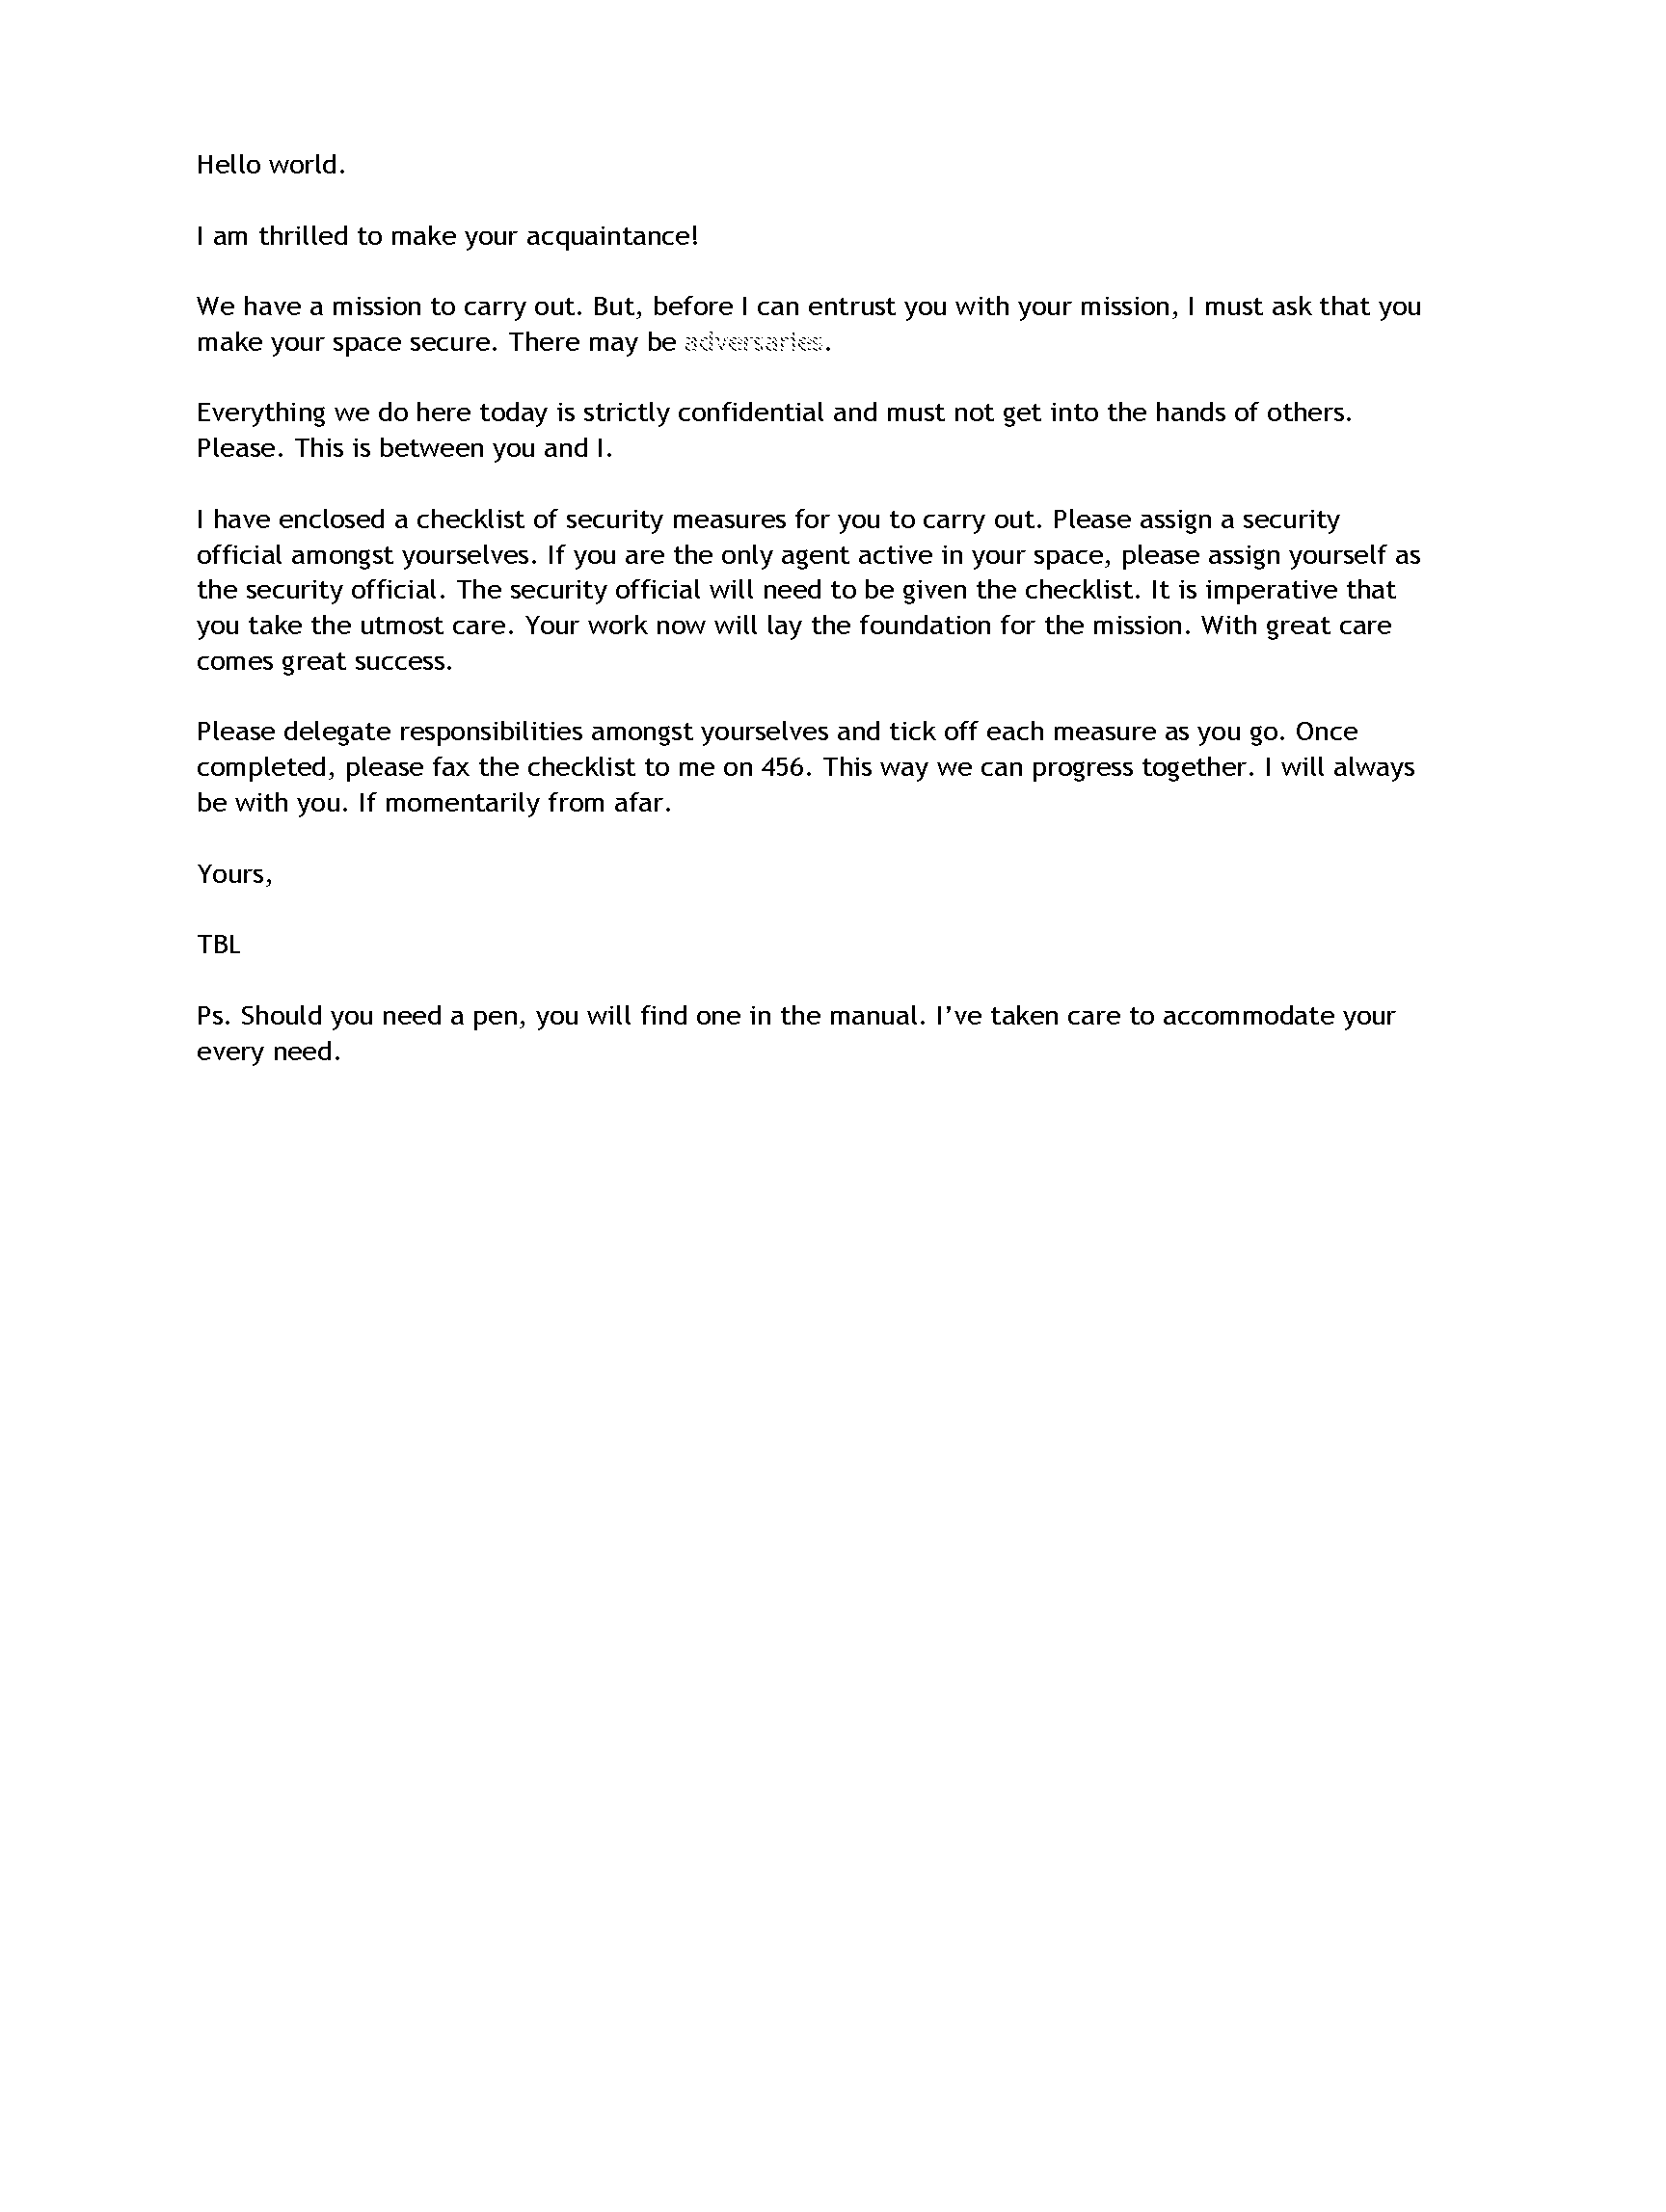 Hello world.
I am thrilled to make your acquaintance!
We have a mission to carry out. But, before I can entrust you with your mission, I must ask that you
make your space secure. There may be adversaries.
Everything we do here today is strictly confidential and must not get into the hands of others.
Please. This is between you and I.
I have enclosed a checklist of security measures for you to carry out. Please assign a security
official amongst yourselves. If you are the only agent active in your space, please assign yourself as
the security official. The security official will need to be given the checklist. It is imperative that
you take the utmost care. Your work now will lay the foundation for the mission. With great care
comes great success.
Please delegate responsibilities amongst yourselves and tick off each measure as you go. Once
completed, please fax the checklist to me on 456. This way we can progress together. I will always
be with you. If momentarily from afar.
Yours,
TBL
Ps. Should you need a pen, you will find one in the manual. I’ve taken care to accommodate your
every need.